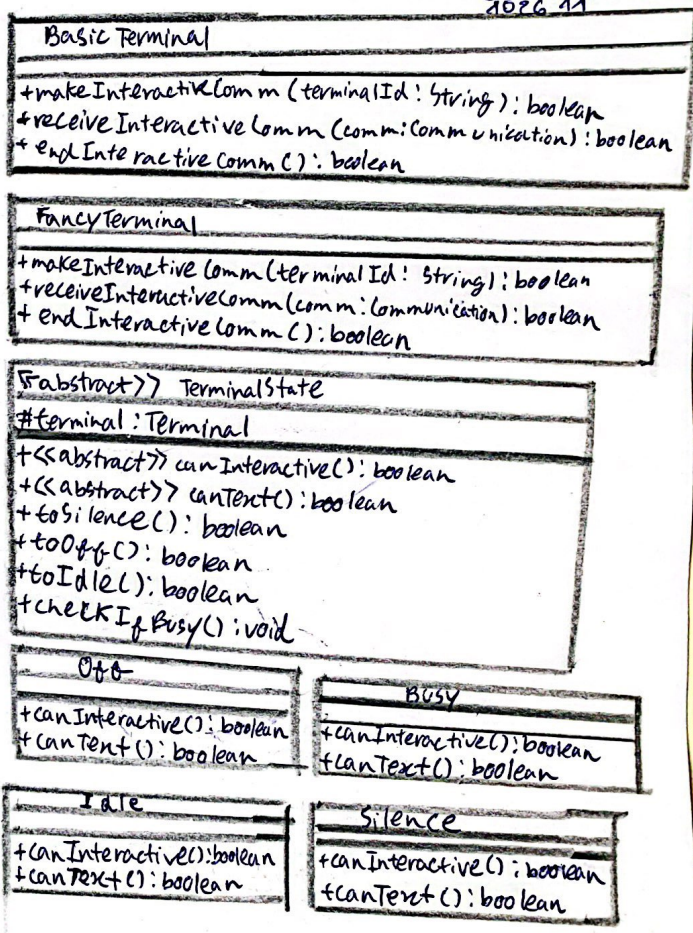 1026 11
Basic Terminal
+makeInteractiveComm (terminalId: String): boolean
+receiveInteractiveComm (comm: Communication): boolean
+endInteractiveComm(): boolean
FancyTerminal
+makeInteractiveComm(terminalId: String): boolean
+receiveInteractiveComm(comm: Communication): boolean
+endInteractiveComm(): boolean
<<abstract>> TerminalState
#terminal: Terminal
+<<abstract>> canInteractive(): boolean
+<<abstract>> canText(): boolean
+toSilence(): boolean
+toOff(): boolean
+toIdle(): boolean
+checkIfBusy(): void
Off
+canInteractive(): boolean
+canText(): boolean
Busy
+canInteractive(): boolean
+canText(): boolean
Idle
+canInteractive(): boolean
+canText(): boolean
Silence
+canInteractive(): boolean
+canText(): boolean